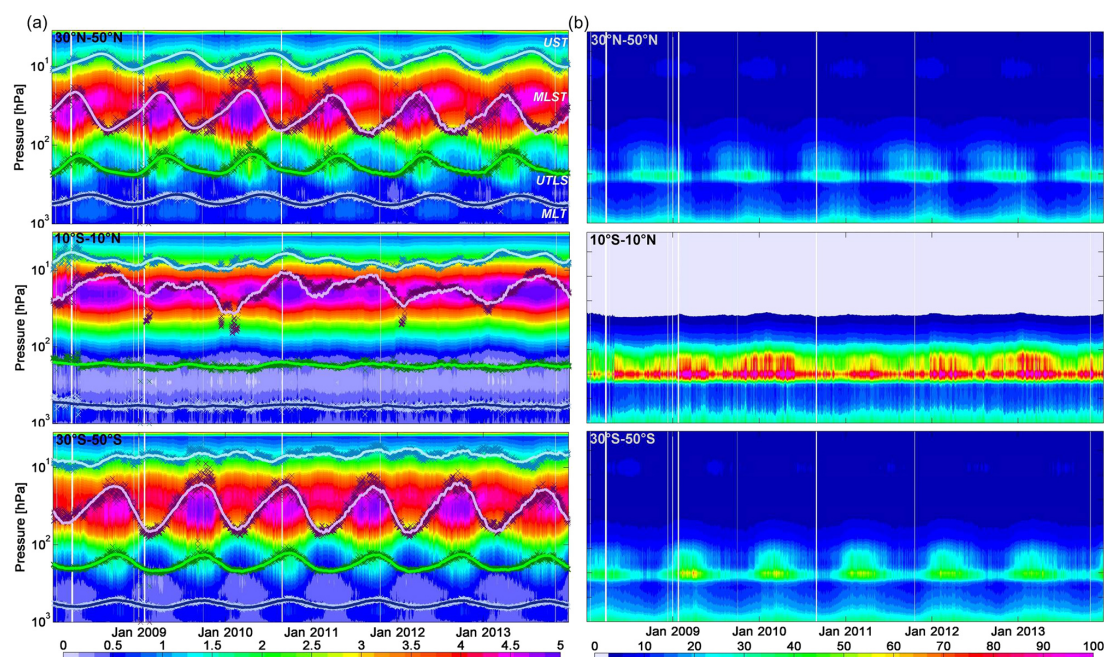 (a)
(b)
30°N-50°N
UST
MLST
UTLS
MLT
Pressure [hPa]
10¹
10²
10³
30°N-50°N
10°S-10°N
Pressure [hPa]
10¹
10²
10³
10°S-10°N
30°S-50°S
Pressure [hPa]
10¹
10²
10³
Jan 2009 Jan 2010 Jan 2011 Jan 2012 Jan 2013
0 0.5 1 1.5 2 2.5 3 3.5 4 4.5 5
30°S-50°S
Jan 2009 Jan 2010 Jan 2011 Jan 2012 Jan 2013
0 10 20 30 40 50 60 70 80 90 100